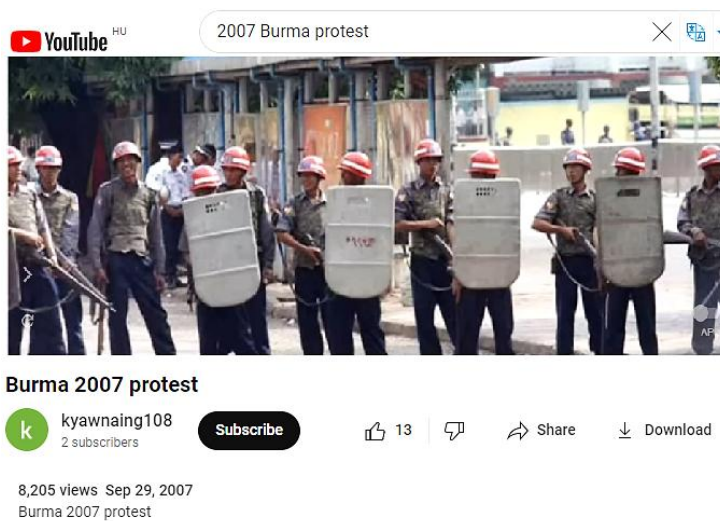 YouTube HU
2007 Burma protest
Burma 2007 protest
k
kyawnaing108
2 subscribers
Subscribe
13
Share
Download
8,205 views Sep 29, 2007
Burma 2007 protest